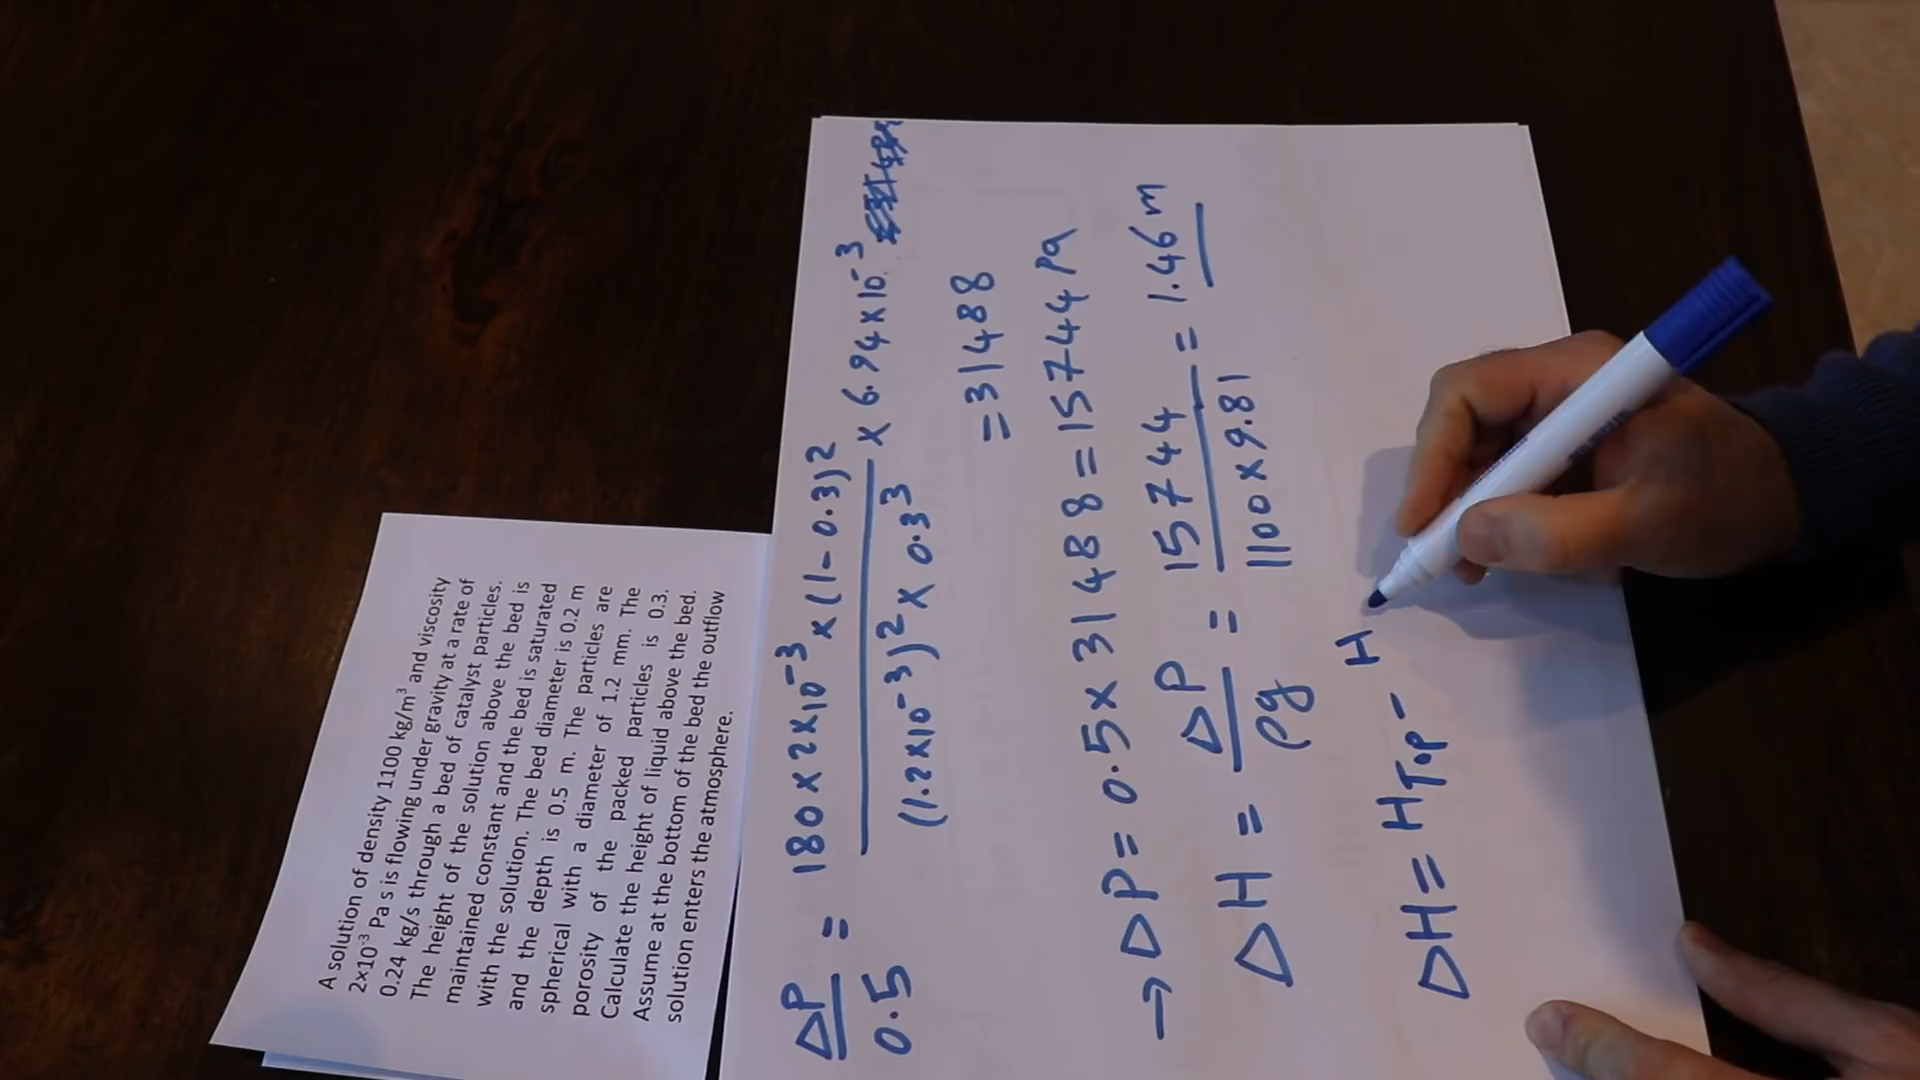 A solution of density 1100 kg/m³ and viscosity
2×10⁻³ Pa s is flowing under gravity at a rate of
0.24 kg/s through a bed of catalyst particles.
The height of the solution above the bed is
maintained constant and the bed is saturated
with the solution. The bed diameter is 0.2 m
and the depth is 0.5 m. The particles are
spherical with a diameter of 1.2 mm. The
porosity of the packed particles is 0.3.
Calculate the height of liquid above the bed.
Assume at the bottom of the bed the outflow
solution enters the atmosphere.
ΔP/0.5 = 180×2×10⁻³×(1-0.3)²/(1.2×10⁻³)²×0.3³ × 6.94×10⁻³
=31488
→ΔP=0.5×31488=15744Pa
ΔH = ΔP/ρg = 15744/1100×9.81 = 1.46m
ΔH=HTop-H